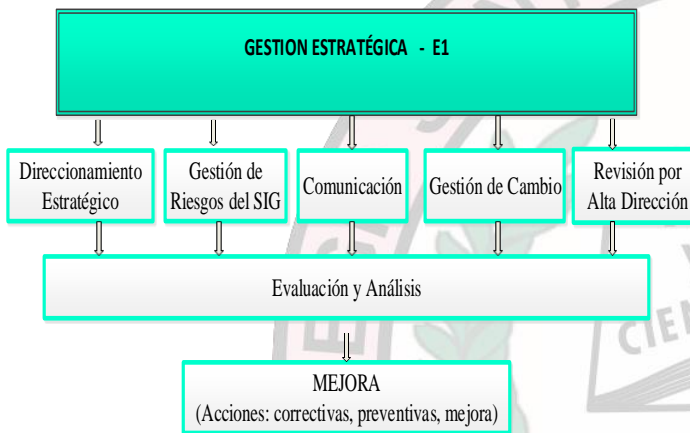 GESTION ESTRATÉGICA - E1
Direccionamiento
Estratégico
Gestión de
Riesgos del SIG
Comunicación
Gestión de Cambio
Revisión por
Alta Dirección
Evaluación y Análisis
MEJORA
(Acciones: correctivas, preventivas, mejora)